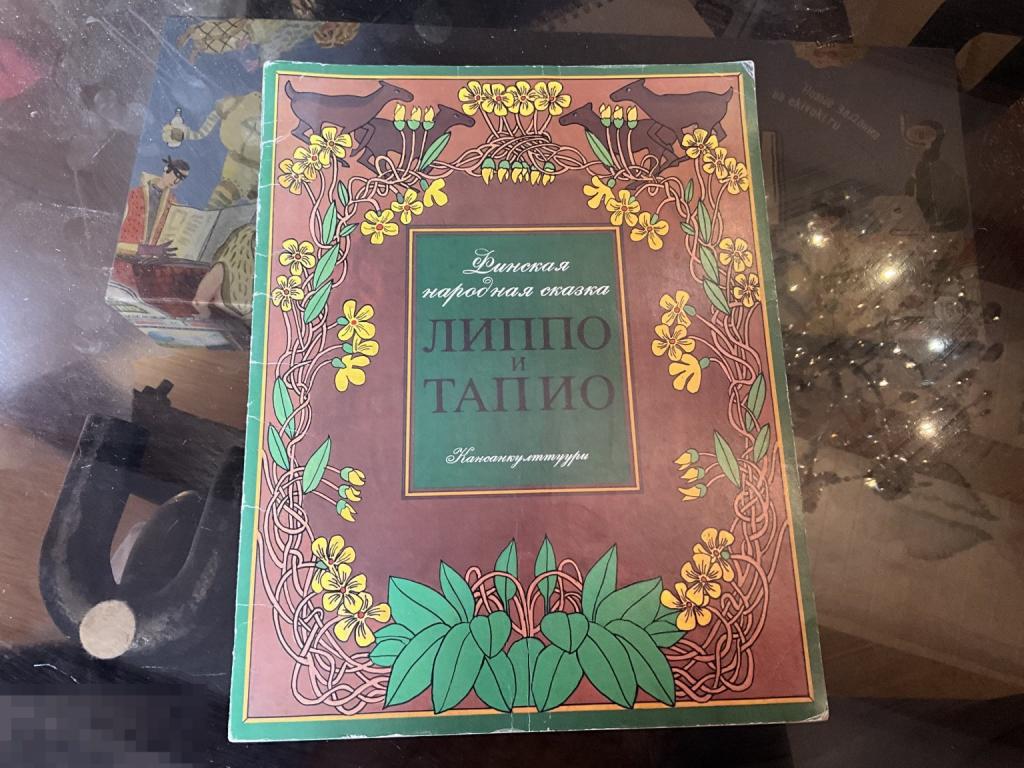 Финская
народная сказка
ЛИППО
и
ТАПИО
Кансанкулттуури